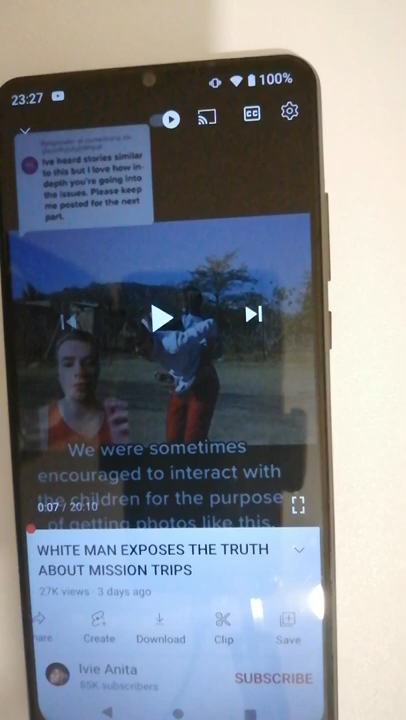 23:27
100%
CC
Ive heard stories similar
to this but I love how in-
depth you're going into
the issues. Please keep
me posted for the next
part.
We were sometimes
encouraged to interact with
the children for the purpose
0:07 / 20:10
of getting photos like this.
WHITE MAN EXPOSES THE TRUTH
ABOUT MISSION TRIPS
27K views · 3 days ago
hare
Create
Download
Clip
Save
Ivie Anita
85K subscribers
SUBSCRIBE